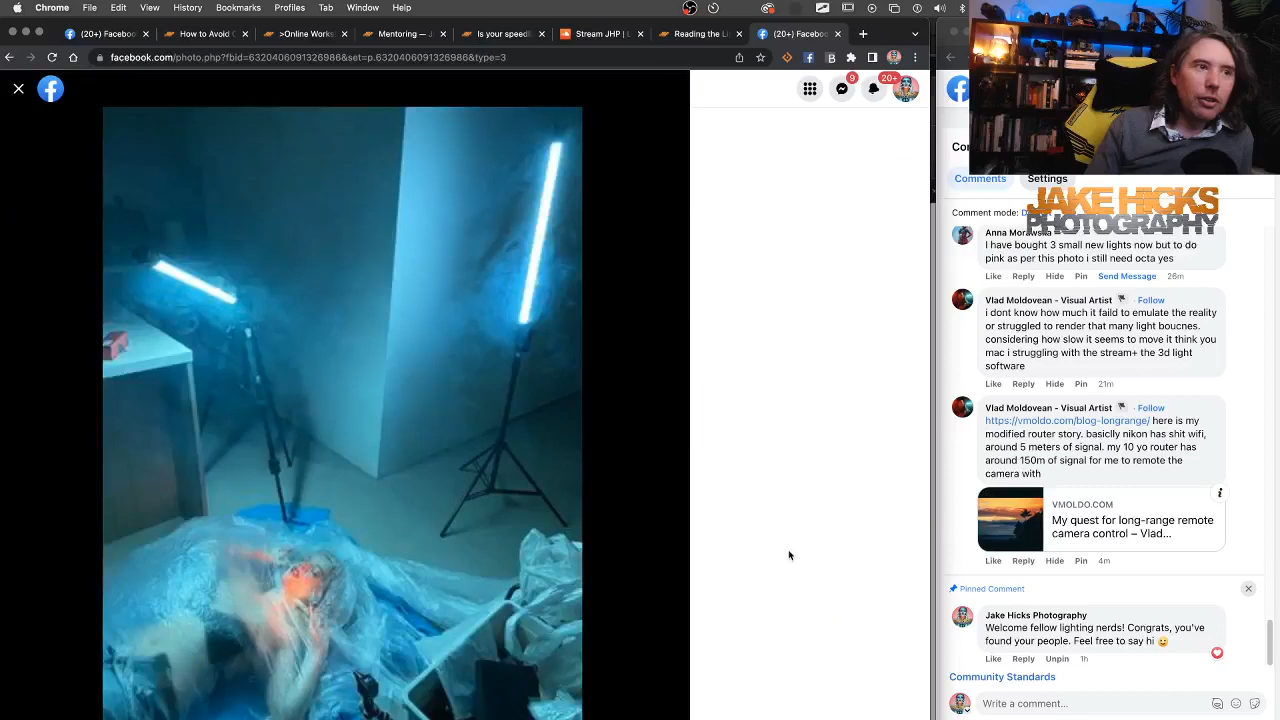 Chrome File Edit View History Bookmarks Profiles Tab Window Help
(20+) Faceboo
How to Avoid C
Mentoring — J
Is your Seedli
Stream JHP | L
Reading the Li
(20+) Faceboo
facebook.com/photo.php?fbid=632040609132698&set=p.632040609132698&type=3
9
20+
Comments
Settings
JAKE HICKS
PHOTOGRAPHY
Comment mode:
Anna Morawska
I have bought 3 small new lights now but to do
pink as per this photo i still need octa yes
Like Reply Hide Pin Send Message 26m
Vlad Moldovean - Visual Artist · Follow
i dont know how much it faild to emulate the reality
or struggled to render that many light boucnes.
considering how slow it seems to move it think you
mac i struggling with the stream+ the 3d light
software
Like Reply Hide Pin 21m
Vlad Moldovean - Visual Artist · Follow
https://vmoldo.com/blog-longrange/ here is my
modified router story. basiclly nikon has shit wifi,
around 5 meters of signal. my 10 yo router has
around 150m of signal for me to remote the
camera with
VMOLDO.COM
My quest for long-range remote
camera control – Vlad...
Like Reply Hide Pin 4m
Pinned Comment
Jake Hicks Photography
Welcome fellow lighting nerds! Congrats, you've
found your people. Feel free to say hi 😀
Like Reply Unpin 1h
Community Standards
Write a comment...